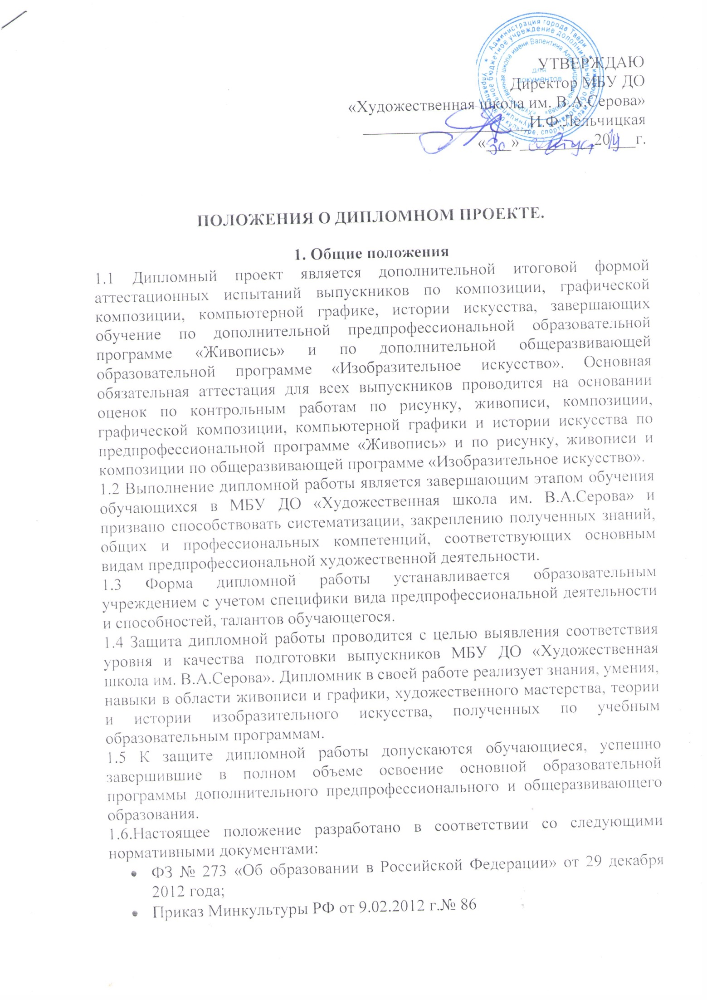 УТВЕРЖДАЮ
Директор МБУ ДО
«Художественная школа им. В.А.Серова»
И.Ф.Лельчицкая
«30» август 2014 г.
Администрация города Твери
Управление по культуре, спорту и делам молодежи
Муниципальное бюджетное учреждение дополнительного образования
«Художественная школа имени Валентина Александровича Серова»
для
документов
ПОЛОЖЕНИЯ О ДИПЛОМНОМ ПРОЕКТЕ.
1. Общие положения
1.1 Дипломный проект является дополнительной итоговой формой
аттестационных испытаний выпускников по композиции, графической
композиции, компьютерной графике, истории искусства, завершающих
обучение по дополнительной предпрофессиональной образовательной
программе «Живопись» и по дополнительной общеразвивающей
образовательной программе «Изобразительное искусство». Основная
обязательная аттестация для всех выпускников проводится на основании
оценок по контрольным работам по рисунку, живописи, композиции,
графической композиции, компьютерной графики и истории искусства по
предпрофессиональной программе «Живопись» и по рисунку, живописи и
композиции по общеразвивающей программе «Изобразительное искусство».
1.2 Выполнение дипломной работы является завершающим этапом обучения
обучающихся в МБУ ДО «Художественная школа им. В.А.Серова» и
призвано способствовать систематизации, закреплению полученных знаний,
общих и профессиональных компетенций, соответствующих основным
видам предпрофессиональной художественной деятельности.
1.3 Форма дипломной работы устанавливается образовательным
учреждением с учетом специфики вида предпрофессиональной деятельности
и способностей, талантов обучающегося.
1.4 Защита дипломной работы проводится с целью выявления соответствия
уровня и качества подготовки выпускников МБУ ДО «Художественная
школа им. В.А.Серова». Дипломник в своей работе реализует знания, умения,
навыки в области живописи и графики, художественного мастерства, теории
и истории изобразительного искусства, полученных по учебным
образовательным программам.
1.5 К защите дипломной работы допускаются обучающиеся, успешно
завершившие в полном объеме освоение основной образовательной
программы дополнительного предпрофессионального и общеразвивающего
образования.
1.6.Настоящее положение разработано в соответствии со следующими
нормативными документами:
• ФЗ № 273 «Об образовании в Российской Федерации» от 29 декабря
2012 года;
• Приказ Минкультуры РФ от 9.02.2012 г.№ 86